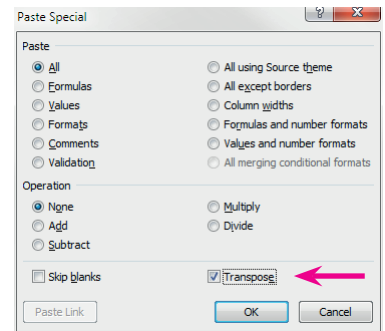 Paste Special
Paste
All
All using Source theme
Formulas
All except borders
Values
Column widths
Formats
Formulas and number formats
Comments
Values and number formats
Validation
All merging conditional formats
Operation
None
Multiply
Add
Divide
Subtract
Skip blanks
Transpose
Paste Link
OK
Cancel